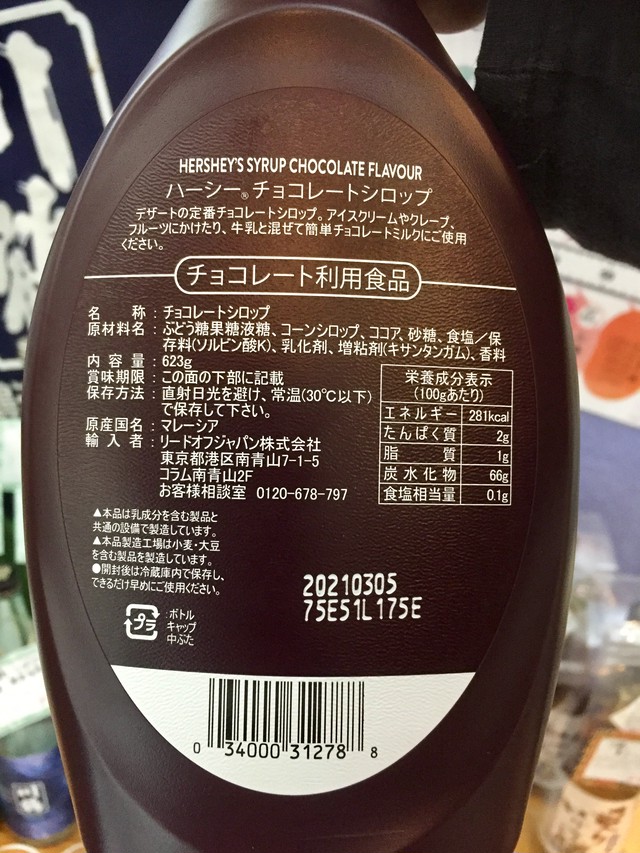 HERSHEY'S SYRUP CHOCOLATE FLAVOUR
ハーシー®チョコレートシロップ
デザートの定番チョコレートシロップ。アイスクリームやクレープ、
フルーツにかけたり、牛乳と混ぜて簡単チョコレートミルクにご使用
ください。
チョコレート利用食品
名　　称：チョコレートシロップ
原材料名：ぶどう糖果糖液糖、コーンシロップ、ココア、砂糖、食塩／保
存料(ソルビン酸K)、乳化剤、増粘剤(キサンタンガム)、香料
内 容 量：623g
賞味期限：この面の下部に記載
保存方法：直射日光を避け、常温(30℃以下)
で保存して下さい。
原産国名：マレーシア
輸 入 者：リードオフジャパン株式会社
東京都港区南青山7-1-5
コラム南青山2F
お客様相談室 0120-678-797
栄養成分表示
(100gあたり)
エネルギー 281kcal
たんぱく質 2g
脂　　質 1g
炭水化物 66g
食塩相当量 0.1g
▲本品は乳成分を含む製品と
共通の設備で製造しています。
▲本品製造工場は小麦・大豆
を含む製品を製造しています。
●開封後は冷蔵庫内で保存し、
できるだけ早めにご使用ください。
プラ
：ボトル
キャップ
中ぶた
20210305
75E51L175E
0 34000 31278 8